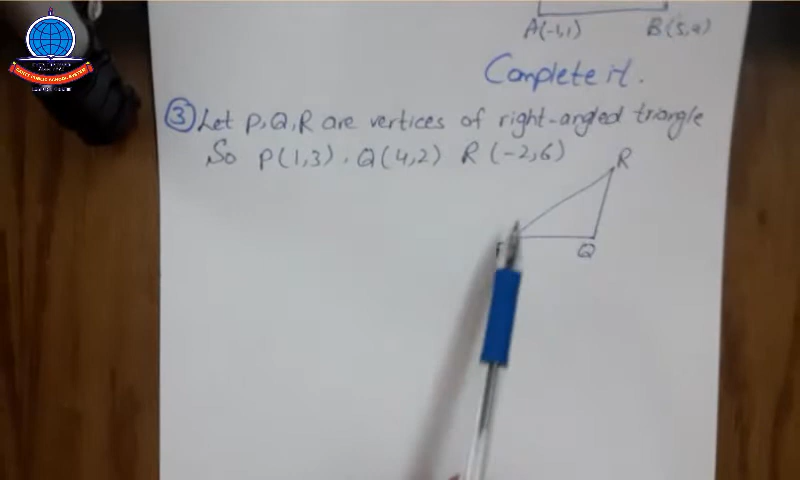 A(-1,1) B(5,4)
Complete it.
③ Let P,Q,R are vertices of right-angled triangle
So P(1,3), Q(4,2) R(-2,6)
R
Q